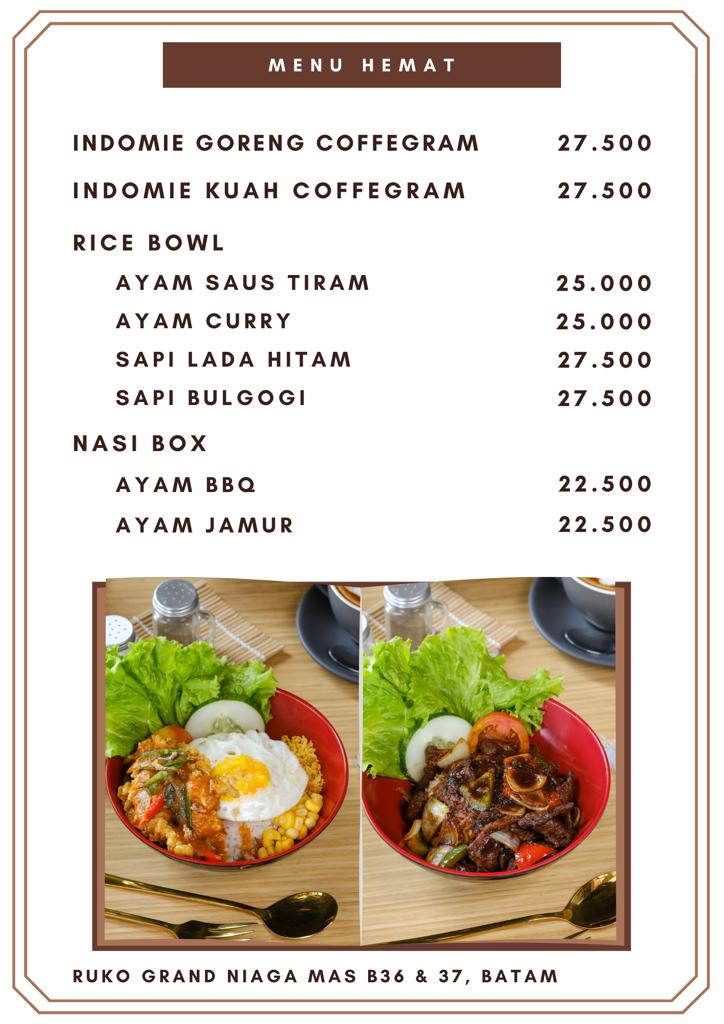 MENU HEMAT
INDOMIE GORENG COFFEGRAM 27.500
INDOMIE KUAH COFFEGRAM 27.500
RICE BOWL
AYAM SAUS TIRAM 25.000
AYAM CURRY 25.000
SAPI LADA HITAM 27.500
SAPI BULGOGI 27.500
NASI BOX
AYAM BBQ 22.500
AYAM JAMUR 22.500
RUKO GRAND NIAGA MAS B36 & 37, BATAM